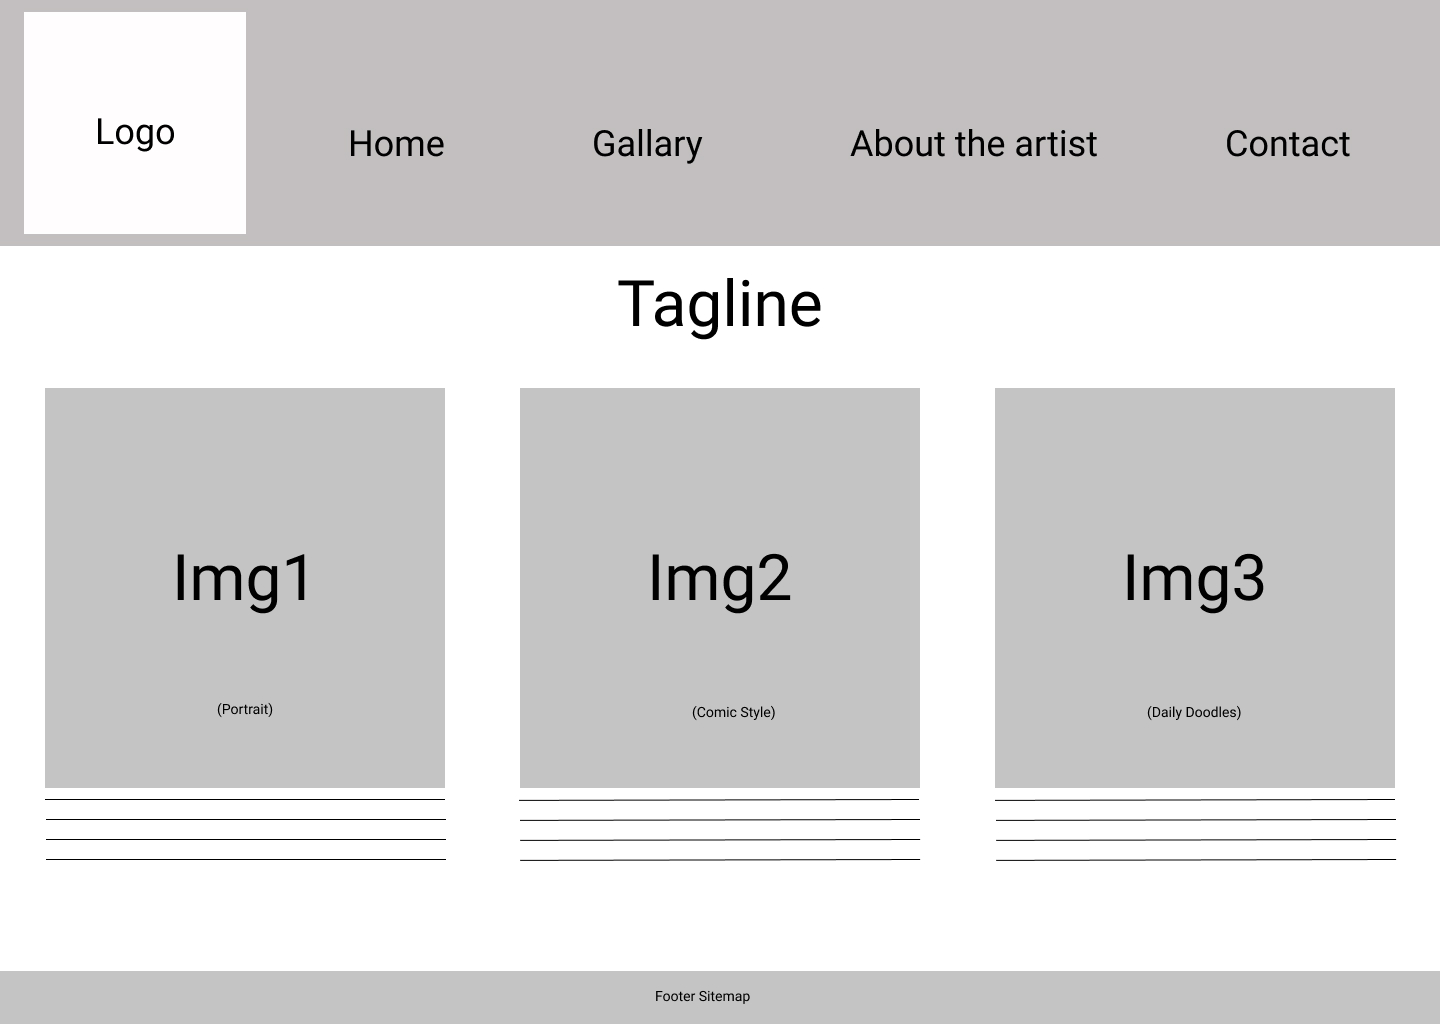 Logo
Home
Gallary
About the artist
Contact
Tagline
Img1
Img2
Img3
(Portrait)
(Comic Style)
(Daily Doodles)
Footer Sitemap